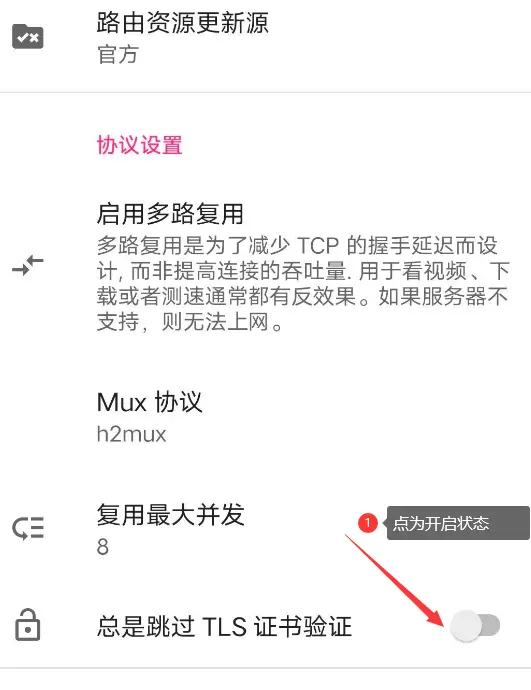 路由资源更新源
官方
协议设置
启用多路复用
多路复用是为了减少 TCP 的握手延迟而设
计, 而非提高连接的吞吐量. 用于看视频、下
载或者测速通常都有反效果。如果服务器不
支持，则无法上网。
Mux 协议
h2mux
复用最大并发
8
1 点为开启状态
总是跳过 TLS 证书验证